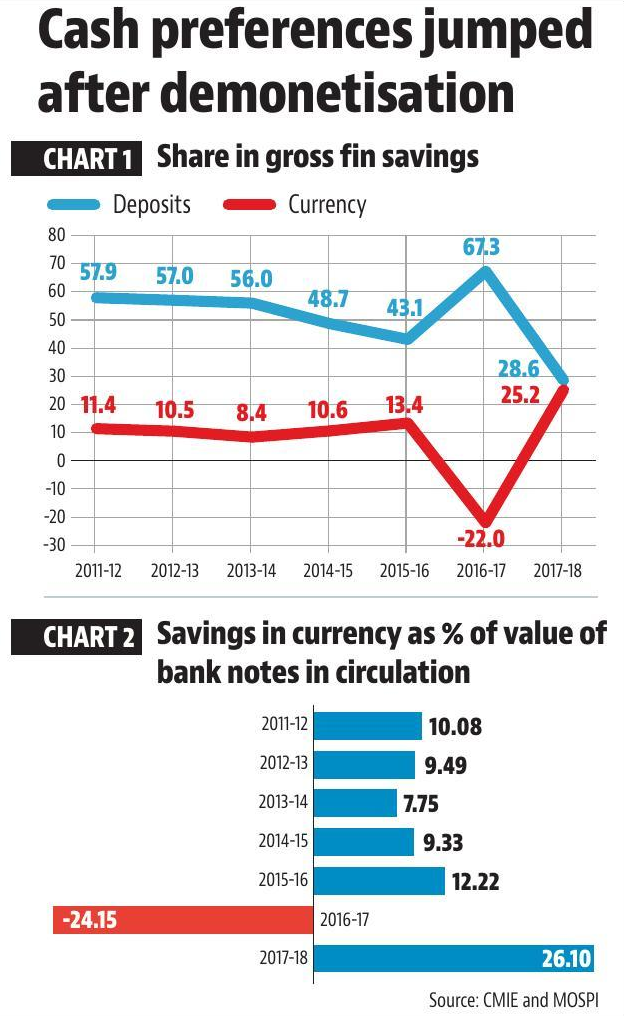 Cash preferences jumped
after demonetisation
CHART 1 Share in gross fin savings
Deposits Currency
80
70
60
50
40
30
20
10
0
-10
-20
-30
57.9 57.0 56.0 48.7 43.1 67.3 28.6
11.4 10.5 8.4 10.6 13.4 -22.0 25.2
2011-12 2012-13 2013-14 2014-15 2015-16 2016-17 2017-18
CHART 2 Savings in currency as % of value of
bank notes in circulation
2011-12 10.08
2012-13 9.49
2013-14 7.75
2014-15 9.33
2015-16 12.22
-24.15 2016-17
2017-18 26.10
Source: CMIE and MOSPI